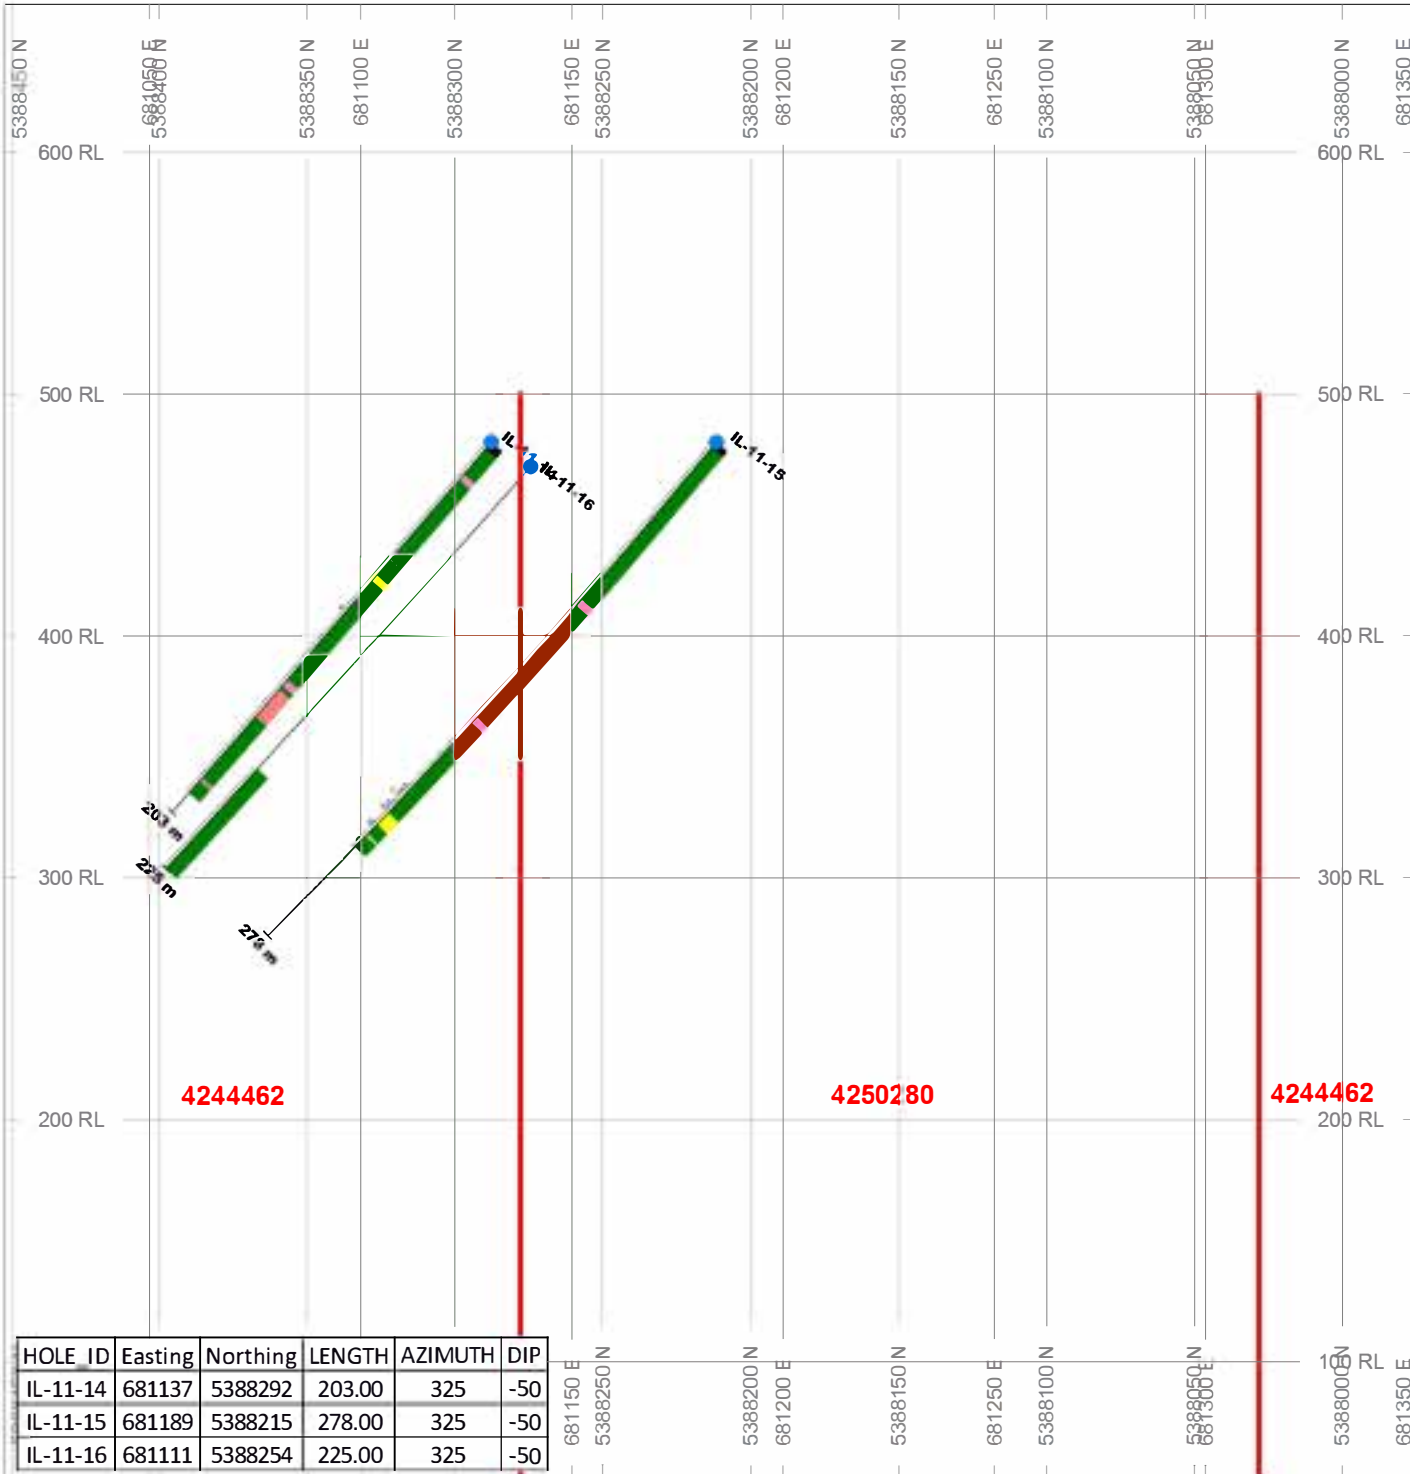 5388450 N
681050 E
5388400 N
5388350 N
681100 E
5388300 N
681150 E
5388250 N
5388200 N
681200 E
5388150 N
681250 E
5388100 N
5388050 N
681300 E
5388000 N
681350 E
600 RL 600 RL
500 RL 500 RL
IL-11-15
IL-11-16
400 RL 400 RL
203 m
225 m
300 RL 300 RL
278 m
4244462 4250280 4244462
200 RL 200 RL
100 RL
HOLE_ID Easting Northing LENGTH AZIMUTH DIP
IL-11-14 681137 5388292 203.00 325 -50
IL-11-15 681189 5388215 278.00 325 -50
IL-11-16 681111 5388254 225.00 325 -50
681150 E
5388250 N
5388200 N
681200 E
5388150 N
681250 E
5388100 N
5388050 N
681300 E
5388000 N
681350 E